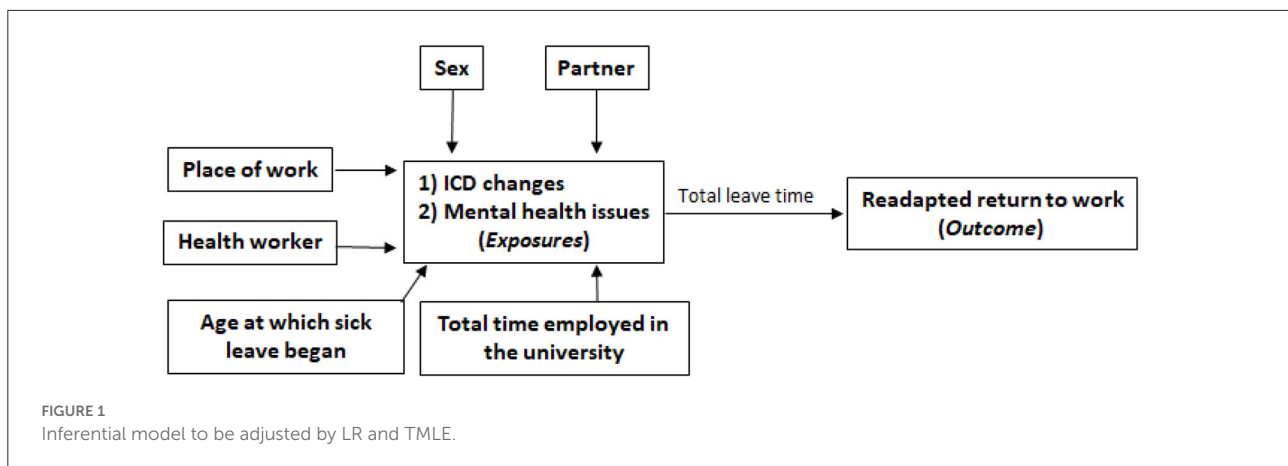 Sex
Partner
Place of work
Health worker
1) ICD changes
2) Mental health issues
(Exposures)
Total leave time
Readapted return to work
(Outcome)
Age at which sick
leave began
Total time employed in
the university
FIGURE 1
Inferential model to be adjusted by LR and TMLE.